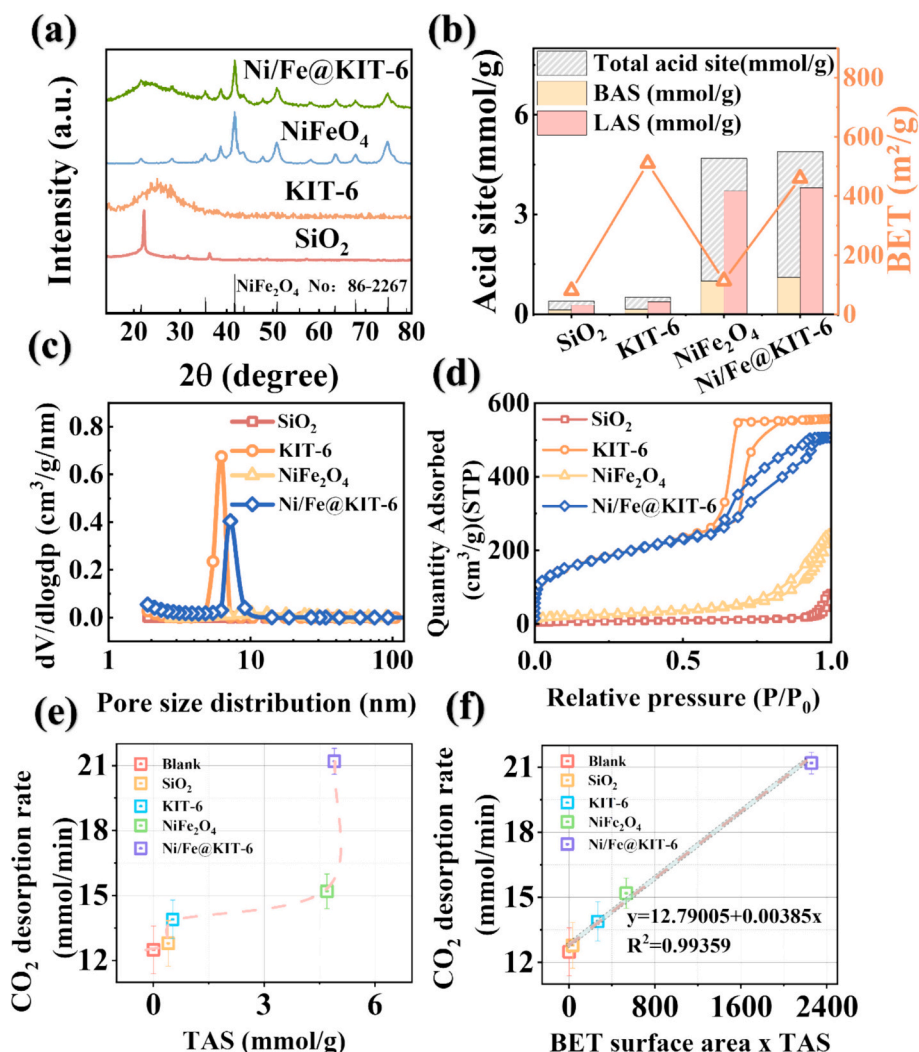 (a)
Intensity (a.u.)
Ni/Fe@KIT-6
NiFeO₄
KIT-6
SiO₂
NiFe₂O₄ No: 86-2267
20 30 40 50 60 70 80
2θ (degree)
(b)
Acid site(mmol/g)
6
3
0
Total acid site(mmol/g)
BAS (mmol/g)
LAS (mmol/g)
800
600
400
200
0
BET (m²/g)
SiO₂
KIT-6
NiFe₂O₄
Ni/Fe@KIT-6
(c)
dV/dlogdp (cm³/g/nm)
0.8
0.6
0.4
0.2
0.0
SiO₂
KIT-6
NiFe₂O₄
Ni/Fe@KIT-6
1 10 100
Pore size distribution (nm)
(d)
Quantity Adsorbed
(cm³/g)(STP)
600
400
200
0
SiO₂
KIT-6
NiFe₂O₄
Ni/Fe@KIT-6
0.0 0.5 1.0
Relative pressure (P/P₀)
(e)
CO₂ desorption rate
(mmol/min)
21
18
15
12
Blank
SiO₂
KIT-6
NiFe₂O₄
Ni/Fe@KIT-6
0 3 6
TAS (mmol/g)
(f)
CO₂ desorption rate
(mmol/min)
21
18
15
12
Blank
SiO₂
KIT-6
NiFe₂O₄
Ni/Fe@KIT-6
y=12.79005+0.00385x
R²=0.99359
0 800 1600 2400
BET surface area x TAS